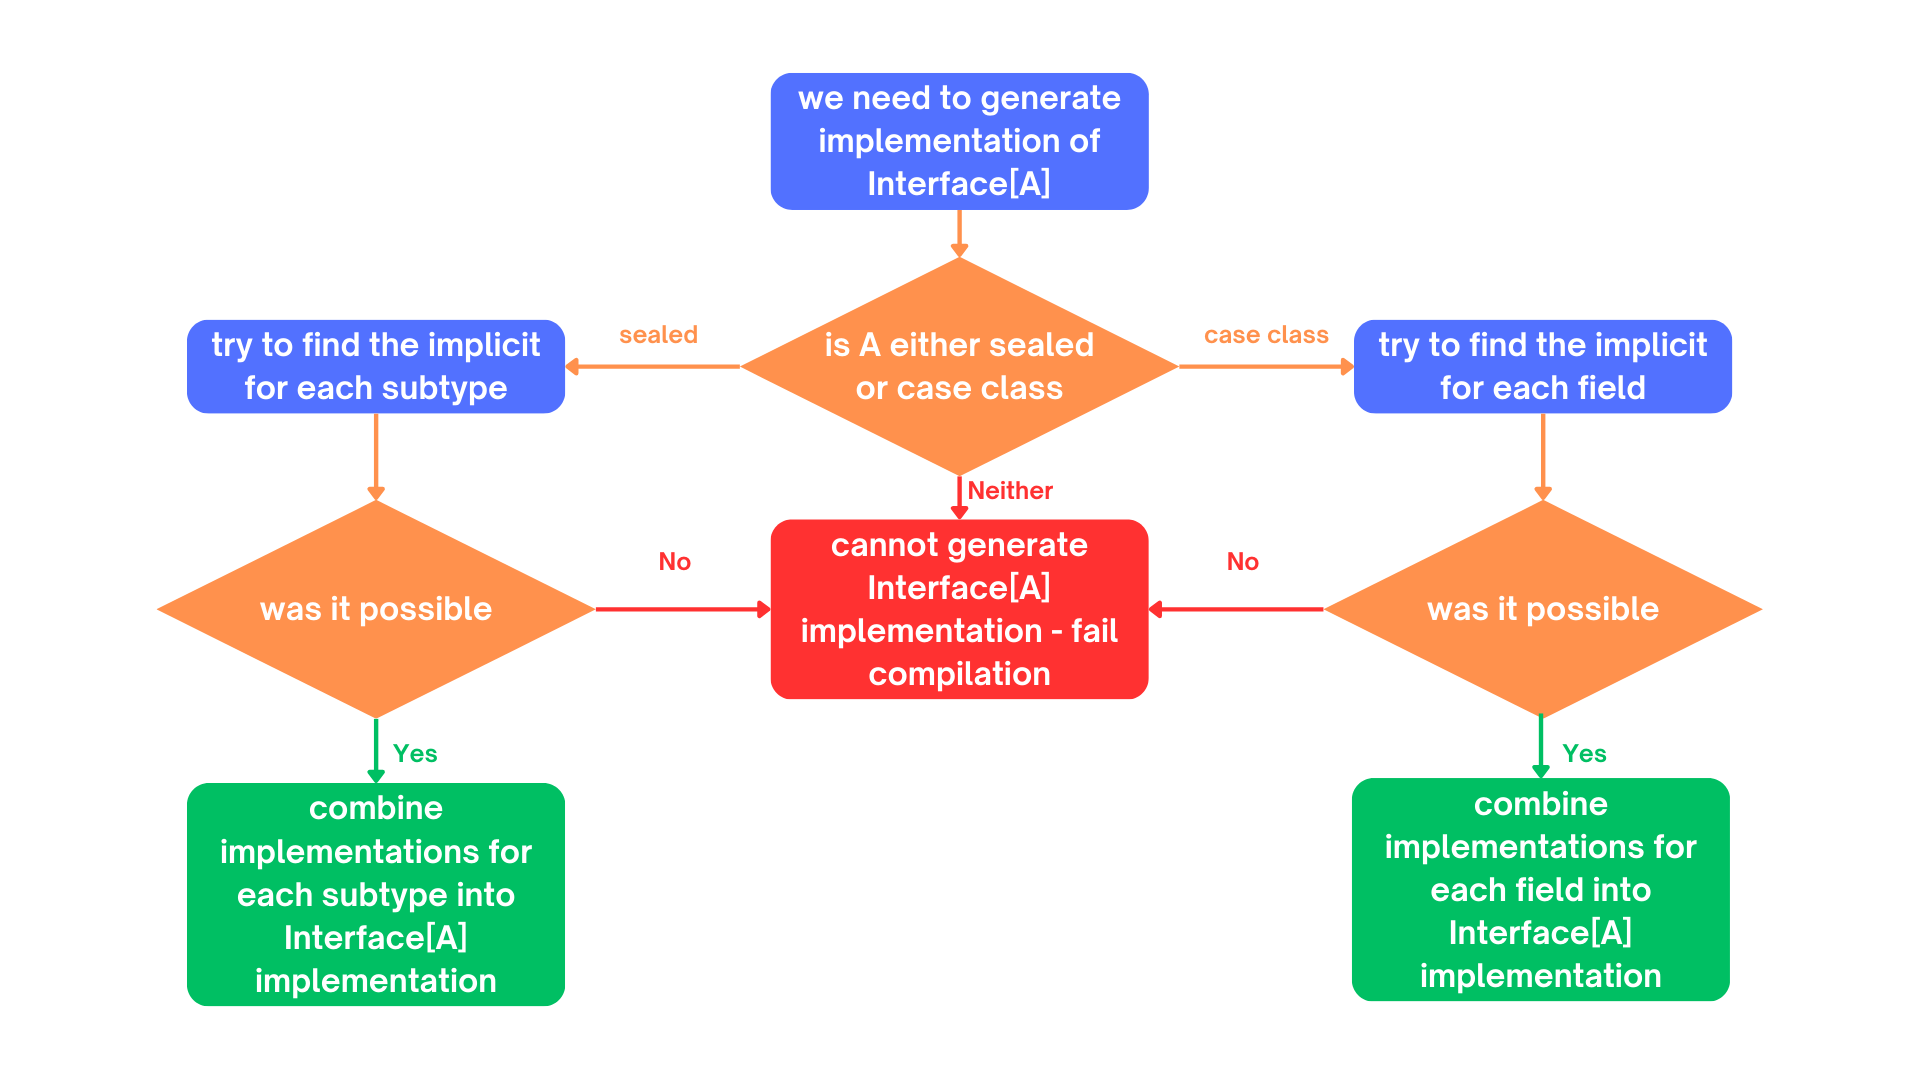 we need to generate
implementation of
Interface[A]
is A either sealed
or case class
sealed
case class
try to find the implicit
for each subtype
try to find the implicit
for each field
Neither
was it possible
No
cannot generate
Interface[A]
implementation - fail
compilation
No
was it possible
Yes
Yes
combine
implementations for
each subtype into
Interface[A]
implementation
combine
implementations for
each field into
Interface[A]
implementation